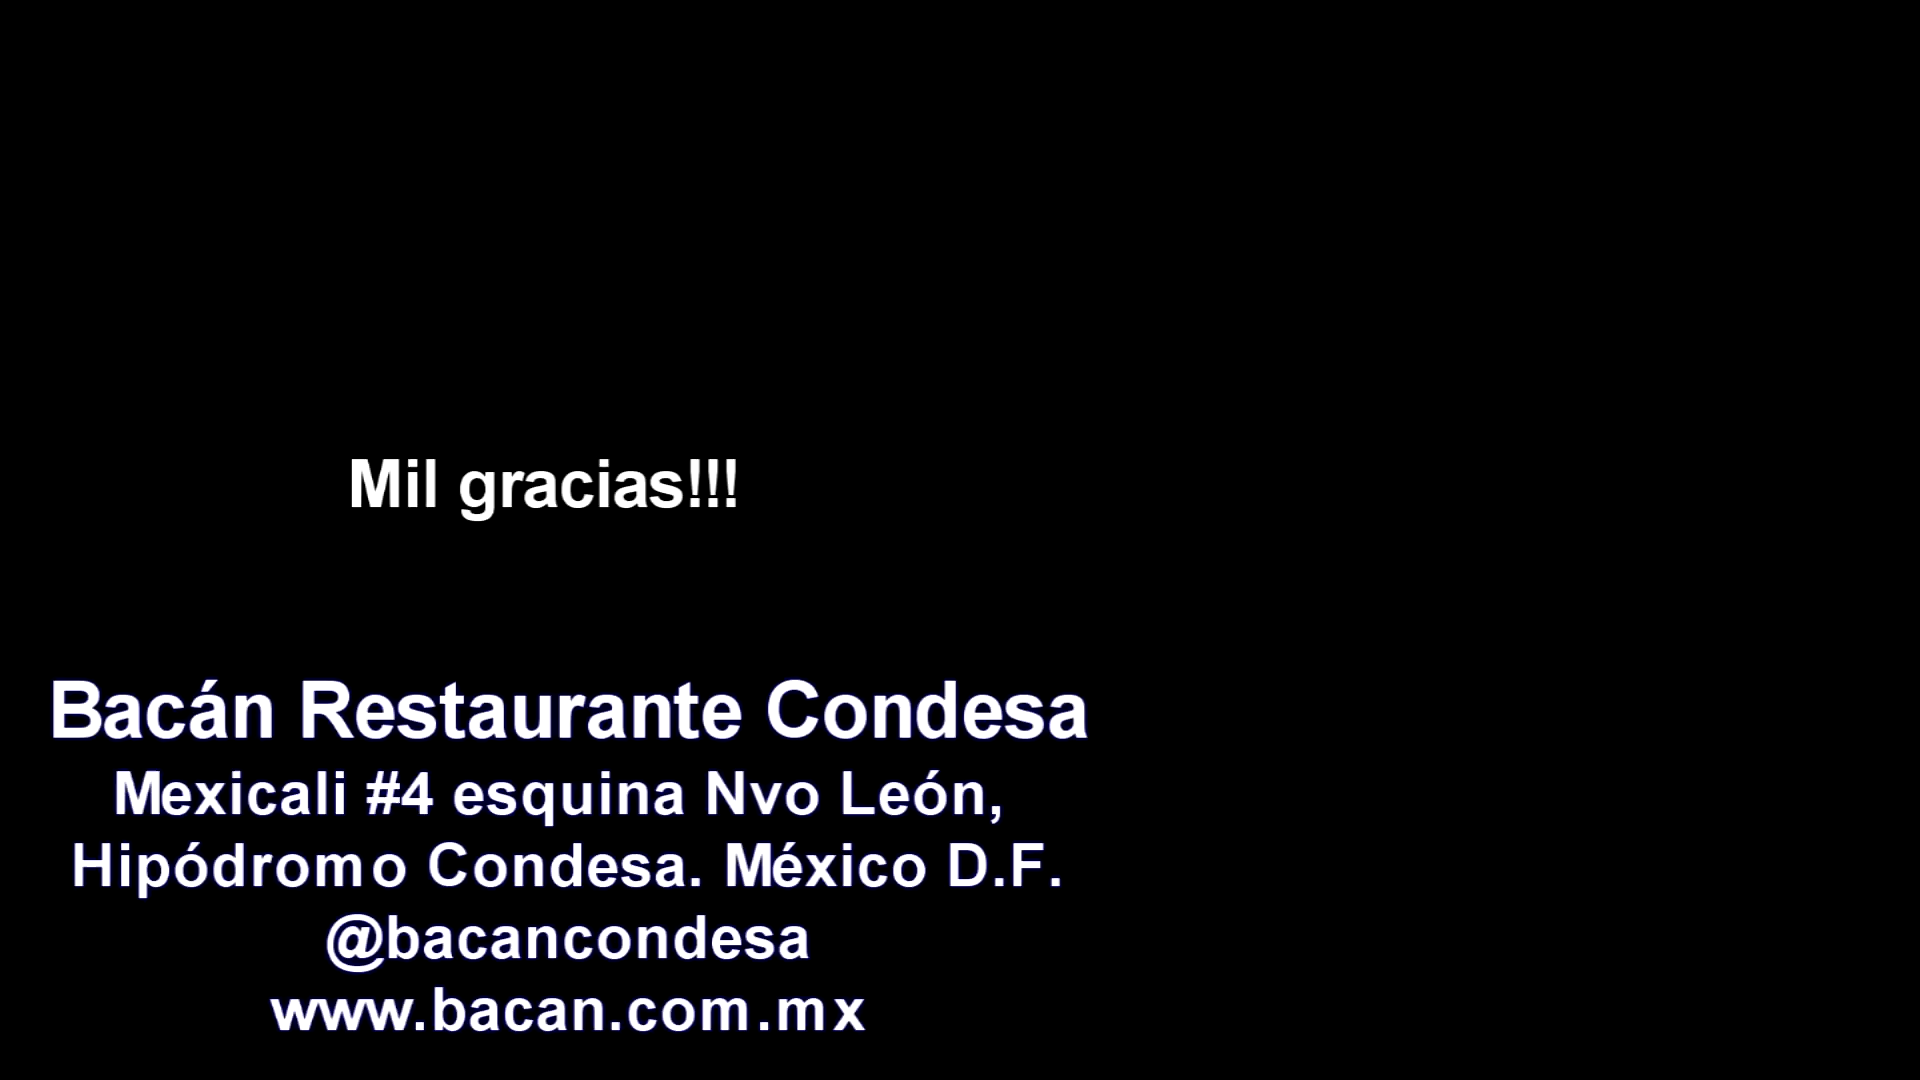 Mil gracias!!!
Bacán Restaurante Condesa
Mexicali #4 esquina Nvo León,
Hipódromo Condesa. México D.F.
@bacancondesa
www.bacan.com.mx